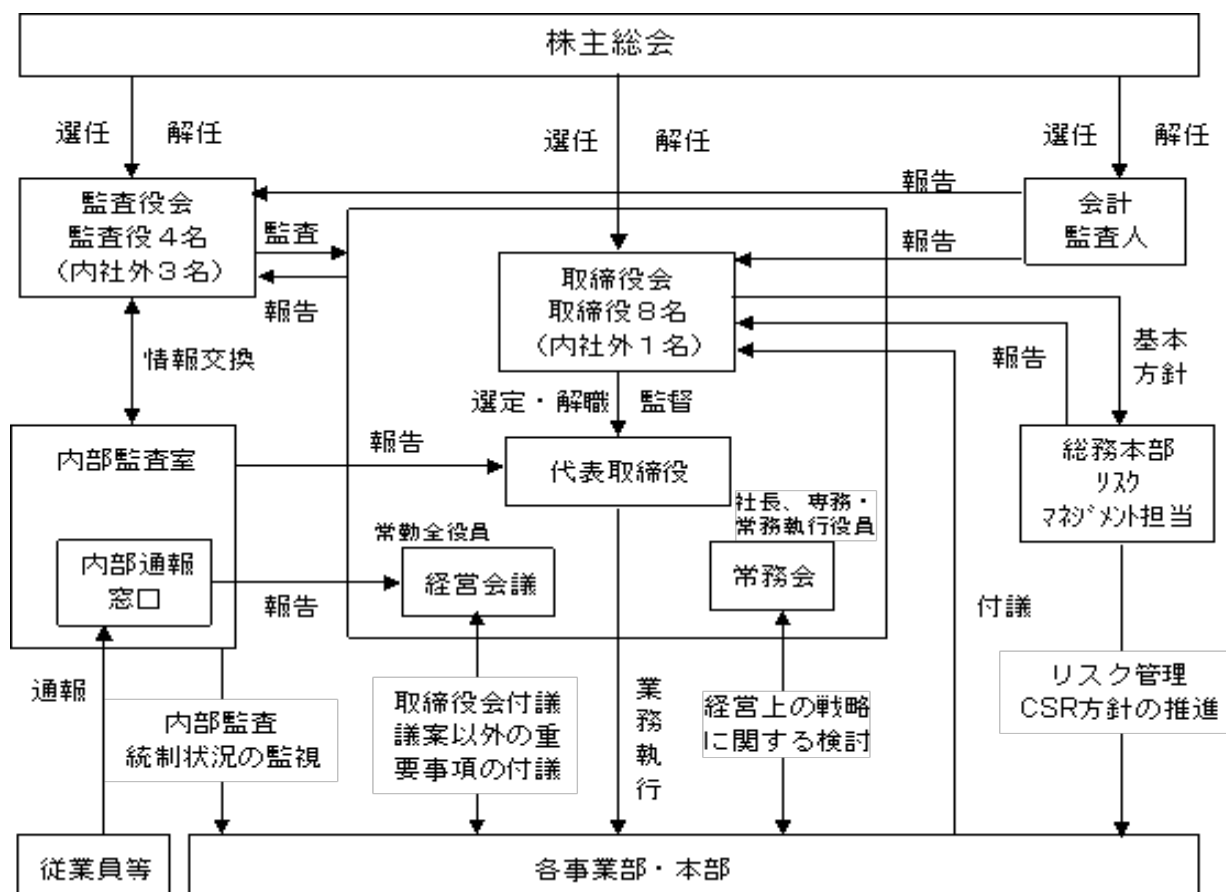 株主総会
選任 解任
選任 解任
選任 解任
監査役会
監査役４名
（内社外３名）
監査
報告
報告
報告
会計
監査人
取締役会
取締役８名
（内社外１名）
情報交換
選定・解職 監督
報告
基本
方針
内部監査室
報告
代表取締役
総務本部
ﾘｽｸ
ﾏﾈｼﾞﾒﾝﾄ担当
社長、専務・
常務執行役員
常勤全役員
内部通報
窓口
報告
経営会議
常務会
付議
通報
内部監査
統制状況の監視
取締役会付議
議案以外の重
要事項の付議
業
務
執
行
経営上の戦略
に関する検討
リスク管理
CSR方針の推進
従業員等
各事業部・本部